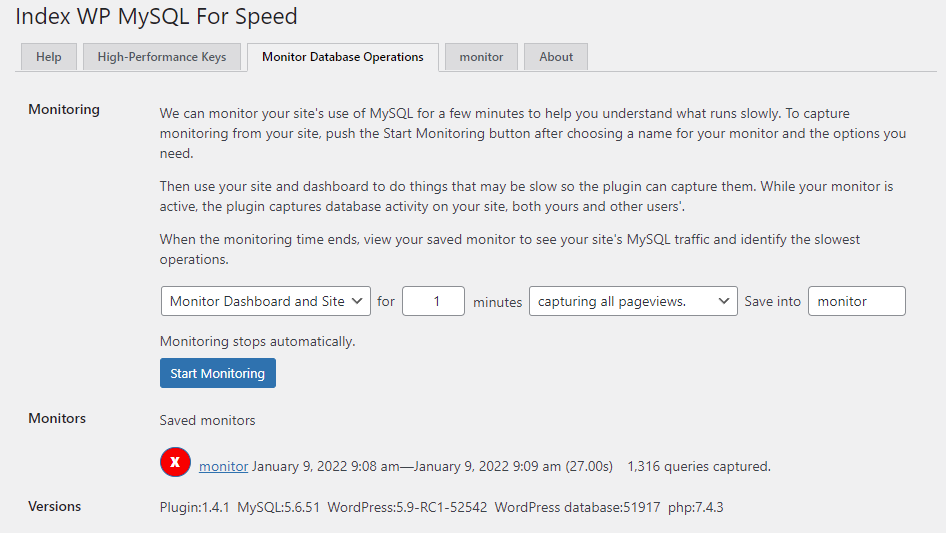 Index WP MySQL For Speed
Help High-Performance Keys Monitor Database Operations monitor About
Monitoring
We can monitor your site's use of MySQL for a few minutes to help you understand what runs slowly. To capture
monitoring from your site, push the Start Monitoring button after choosing a name for your monitor and the options you
need.
Then use your site and dashboard to do things that may be slow so the plugin can capture them. While your monitor is
active, the plugin captures database activity on your site, both yours and other users'.
When the monitoring time ends, view your saved monitor to see your site's MySQL traffic and identify the slowest
operations.
Monitor Dashboard and Site for 1 minutes capturing all pageviews. Save into monitor
Monitoring stops automatically.
Start Monitoring
Monitors
Saved monitors
X monitor January 9, 2022 9:08 am—January 9, 2022 9:09 am (27.00s) 1,316 queries captured.
Versions Plugin:1.4.1 MySQL:5.6.51 WordPress:5.9-RC1-52542 WordPress database:51917 php:7.4.3